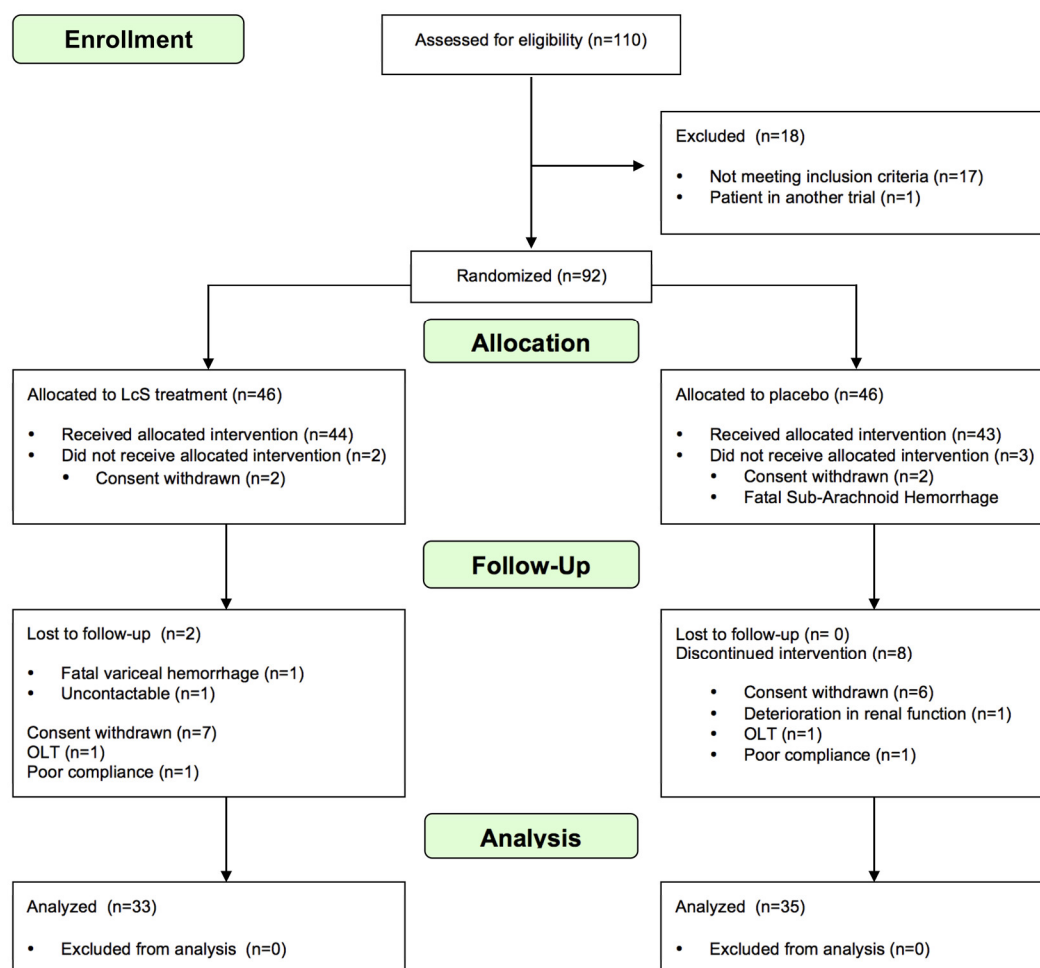 Enrollment
Assessed for eligibility (n=110)
Excluded (n=18)
• Not meeting inclusion criteria (n=17)
• Patient in another trial (n=1)
Randomized (n=92)
Allocation
Allocated to LcS treatment (n=46)
• Received allocated intervention (n=44)
• Did not receive allocated intervention (n=2)
• Consent withdrawn (n=2)
Allocated to placebo (n=46)
• Received allocated intervention (n=43)
• Did not receive allocated intervention (n=3)
• Consent withdrawn (n=2)
• Fatal Sub-Arachnoid Hemorrhage
Follow-Up
Lost to follow-up (n=2)
• Fatal variceal hemorrhage (n=1)
• Uncontactable (n=1)
Consent withdrawn (n=7)
OLT (n=1)
Poor compliance (n=1)
Lost to follow-up (n= 0)
Discontinued intervention (n=8)
• Consent withdrawn (n=6)
• Deterioration in renal function (n=1)
• OLT (n=1)
• Poor compliance (n=1)
Analysis
Analyzed (n=33)
• Excluded from analysis (n=0)
Analyzed (n=35)
• Excluded from analysis (n=0)